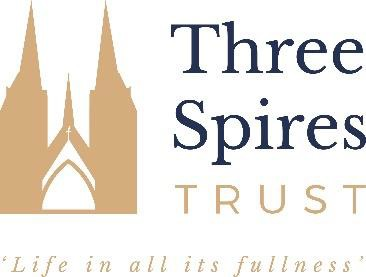 Three
Spires
TRUST
‘Life in all its fullness’